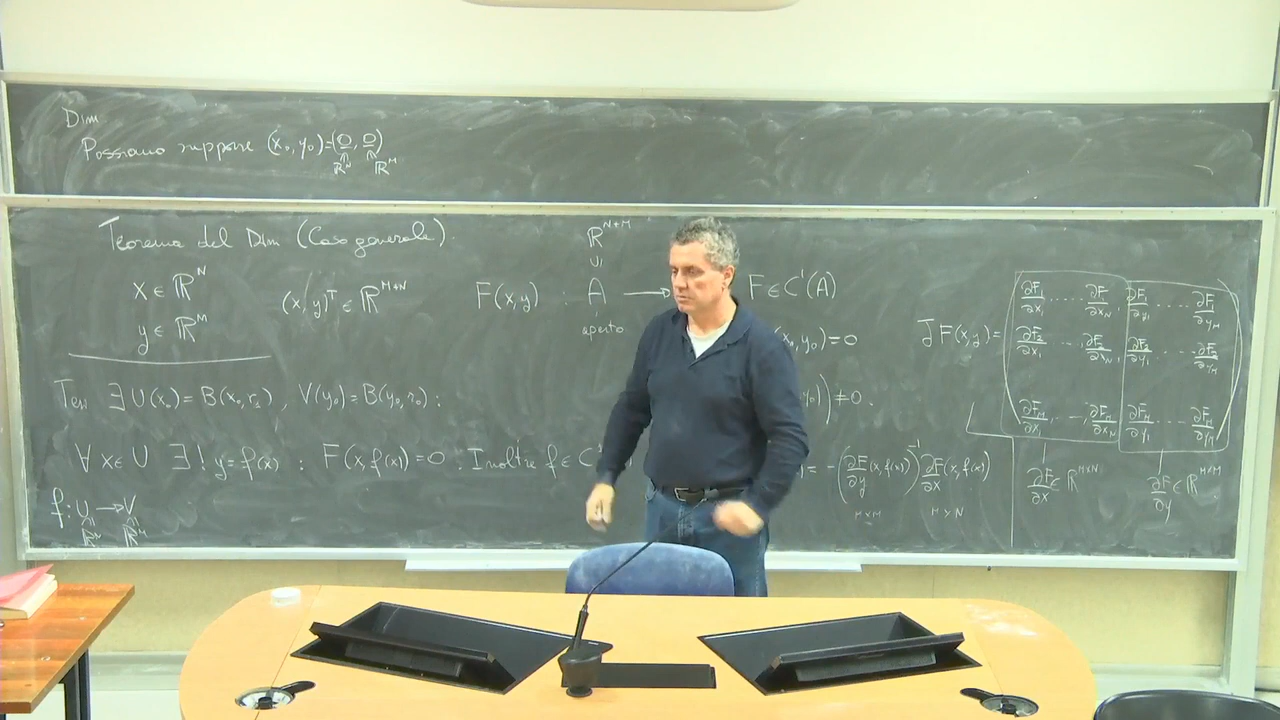 Dim
Possiamo supporre (x₀, y₀) = (0, 0)
ℝᴺ ℝᴹ
Teorema del Dini (Caso generale).
x ∈ ℝᴺ
y ∈ ℝᴹ
(x, y)ᵀ ∈ ℝᴹ⁺ᴺ
ℝᴺ⁺ᴹ
∪|
F(x,y) : A ⟶
aperto
F ∈ C¹(A)
y₀) = 0
) ≠ 0.
JF(x,y) = ( ∂F₁/∂x₁ ..... ∂F₁/∂x_N ∂F₁/∂y₁ .... ∂F₁/∂y_M
∂F₂/∂x₁ ... ∂F₂/∂x_N ∂F₂/∂y₁ ... ∂F₂/∂y_M
∂F_M/∂x₁ ... ∂F_M/∂x_N ∂F_M/∂y₁ ... ∂F_M/∂y_M )
∂F/∂x ∈ ℝᴹˣᴺ
∂F/∂y ∈ ℝᴹˣᴹ
Tesi ∃ U(x₀) = B(x₀, r₁), V(y₀) = B(y₀, r₂) :
∀ x ∈ U ∃! y = f(x) : F(x, f(x)) = 0. Inoltre f ∈ C
= -(∂F/∂y (x, f(x)))⁻¹ ∂F/∂x (x, f(x))
M×M M×N
f : U ⟶ V
ℝᴺ ℝᴹ